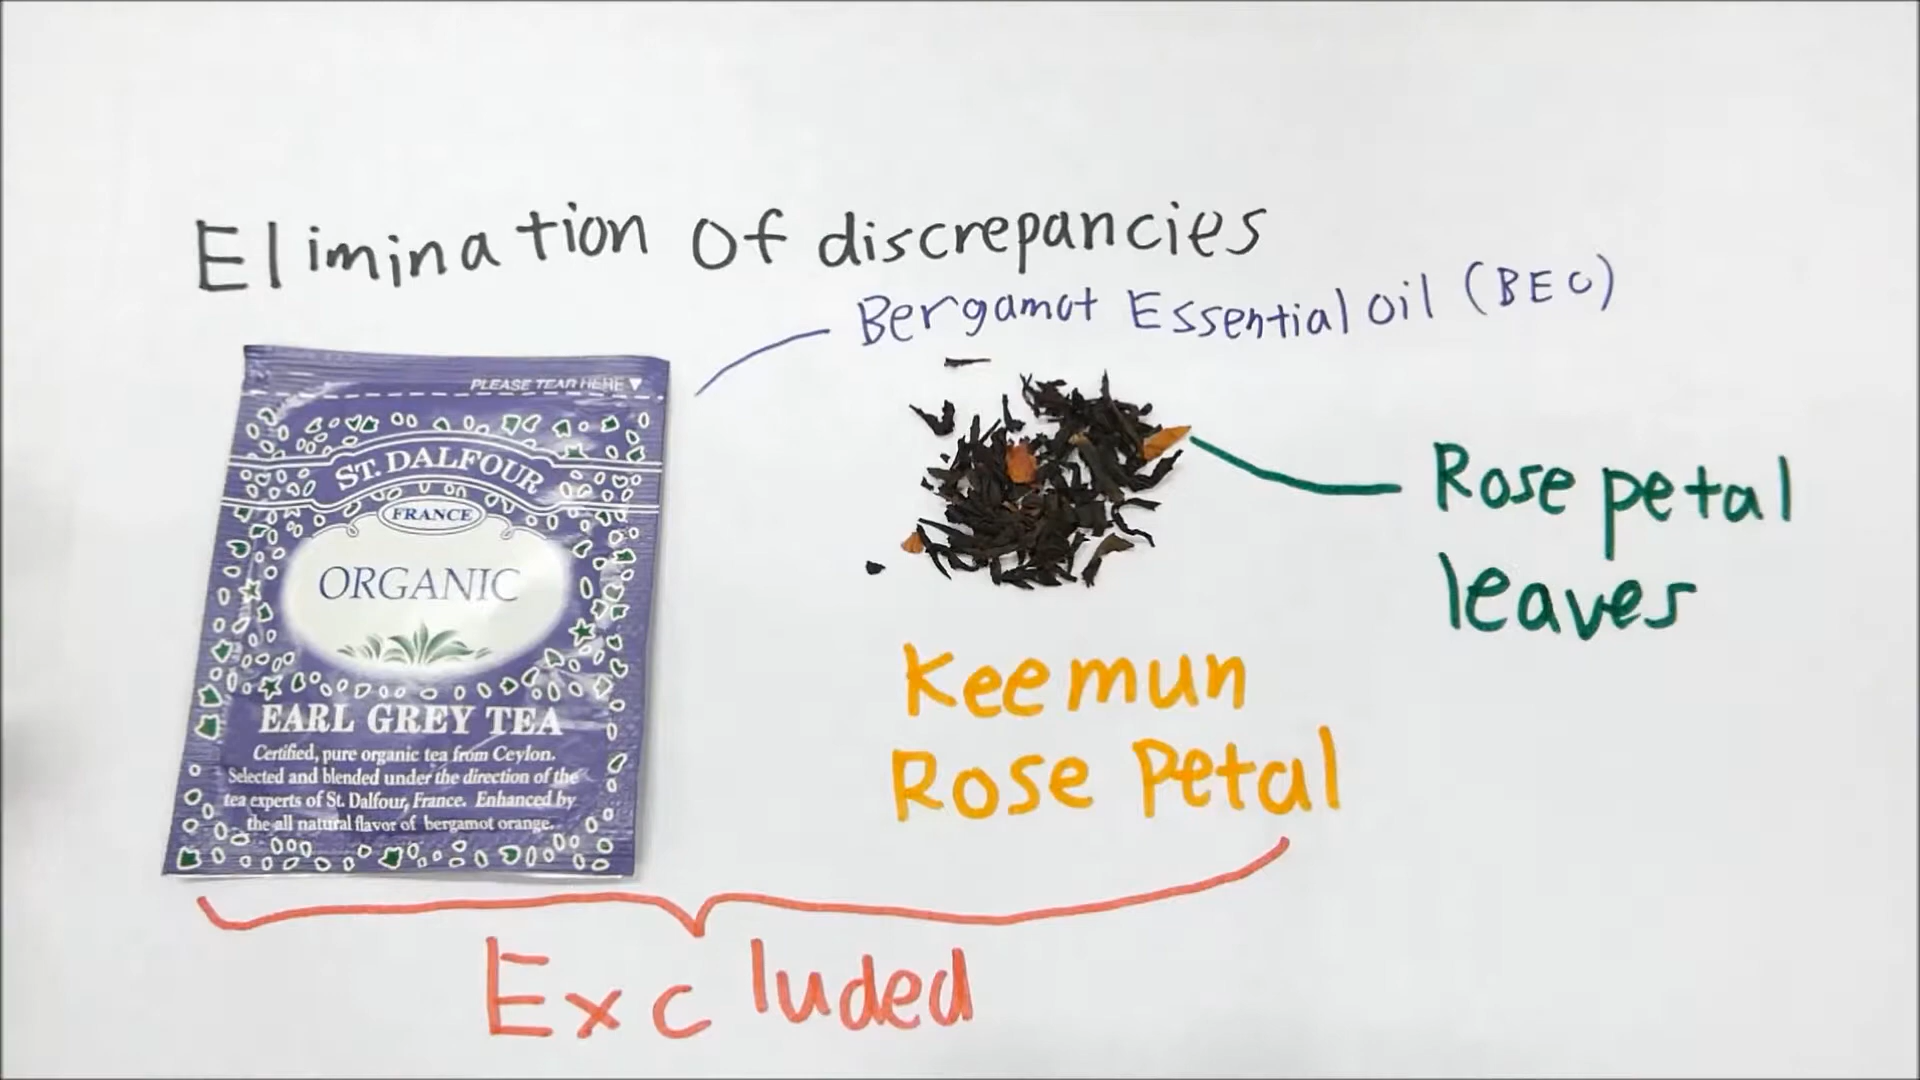 Elimination of discrepancies
Bergamot Essential Oil (BEO)
PLEASE TEAR HERE
ST. DALFOUR
FRANCE
ORGANIC
EARL GREY TEA
Certified, pure organic tea from Ceylon.
Selected and blended under the direction of the
tea experts of St. Dalfour, France. Enhanced by
the all natural flavor of bergamot orange.
Rose petal
leaves
Keemun
Rose Petal
Excluded